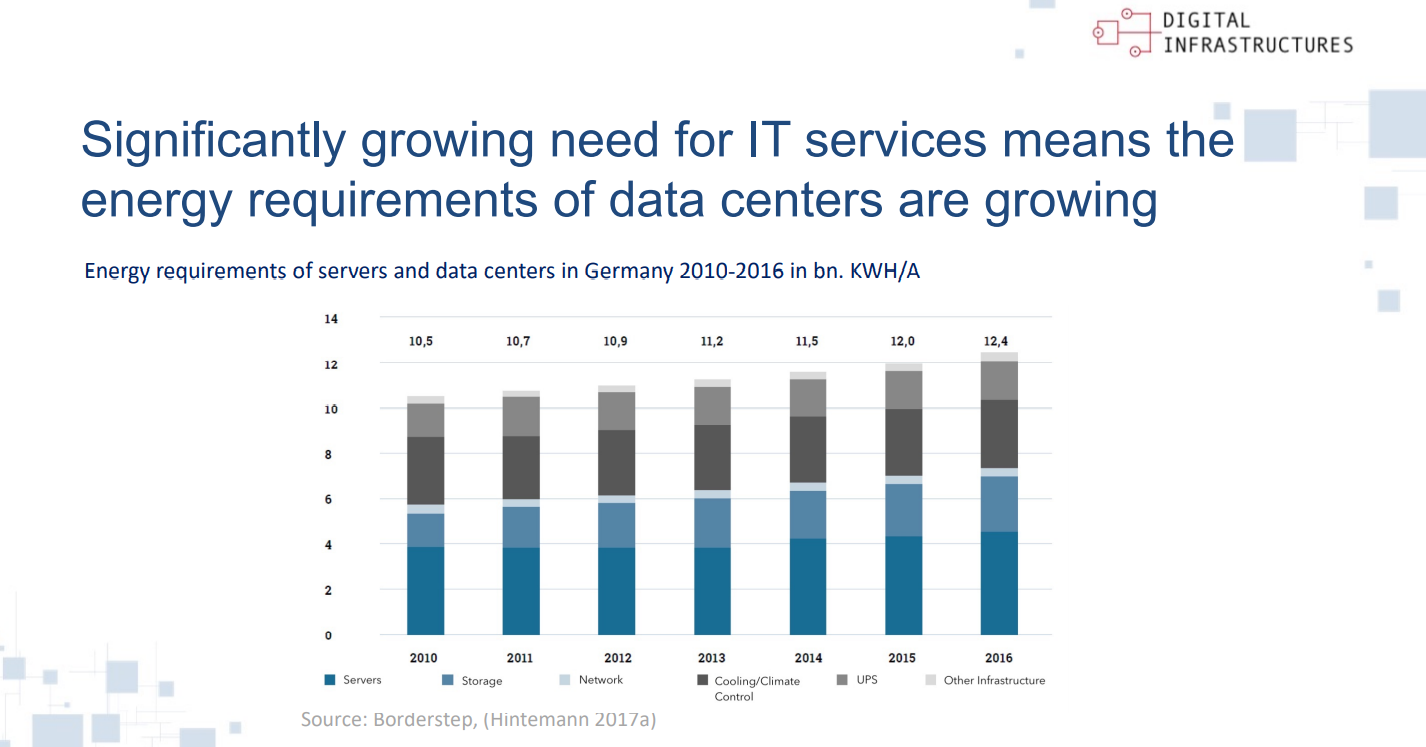 DIGITAL
INFRASTRUCTURES
Significantly growing need for IT services means the
energy requirements of data centers are growing
Energy requirements of servers and data centers in Germany 2010-2016 in bn. KWH/A
14
10,5 10,7 10,9 11,2 11,5 12,0 12,4
12
10
8
6
4
2
0
2010 2011 2012 2013 2014 2015 2016
Servers Storage Network Cooling/Climate UPS Other Infrastructure
Control
Source: Borderstep, (Hintemann 2017a)